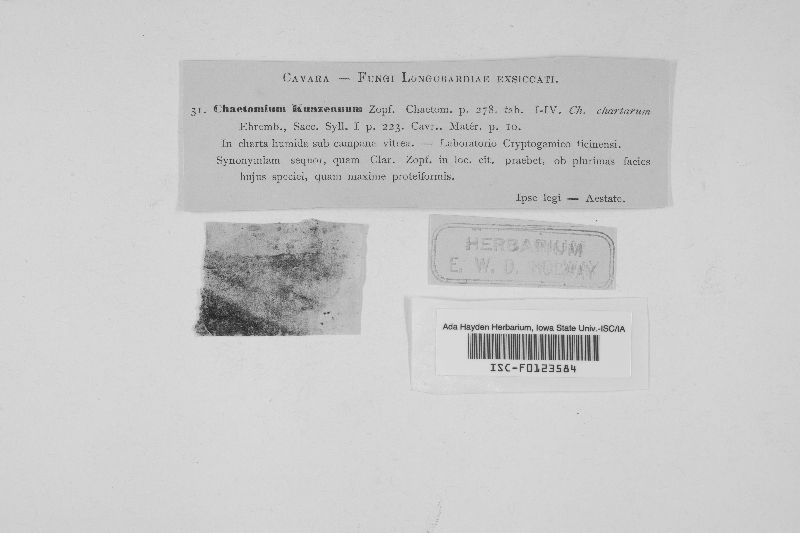 CAVARA — FUNGI LONGOBARDIAE EXSICCATI.
31. Chaetomium Kunzeanum Zopf. Chaetom. p. 278. tab. I-IV. Ch. chartarum
Ehremb., Sacc. Syll. I p. 223. Cavr.. Matér. p. 10.
In charta humida sub campana vitrea. — Laboratorio Cryptogamico ticinensi.
Synonymiam sequor, quam Clar. Zopf. in loc. cit. praebet, ob plurimas facies
hujus speciei, quam maxime proteiformis.
Ipse legi — Aestate.
HERBARIUM
E. W. D. HOLWAY
Ada Hayden Herbarium, Iowa State Univ.-ISC/IA
ISC-F0123584